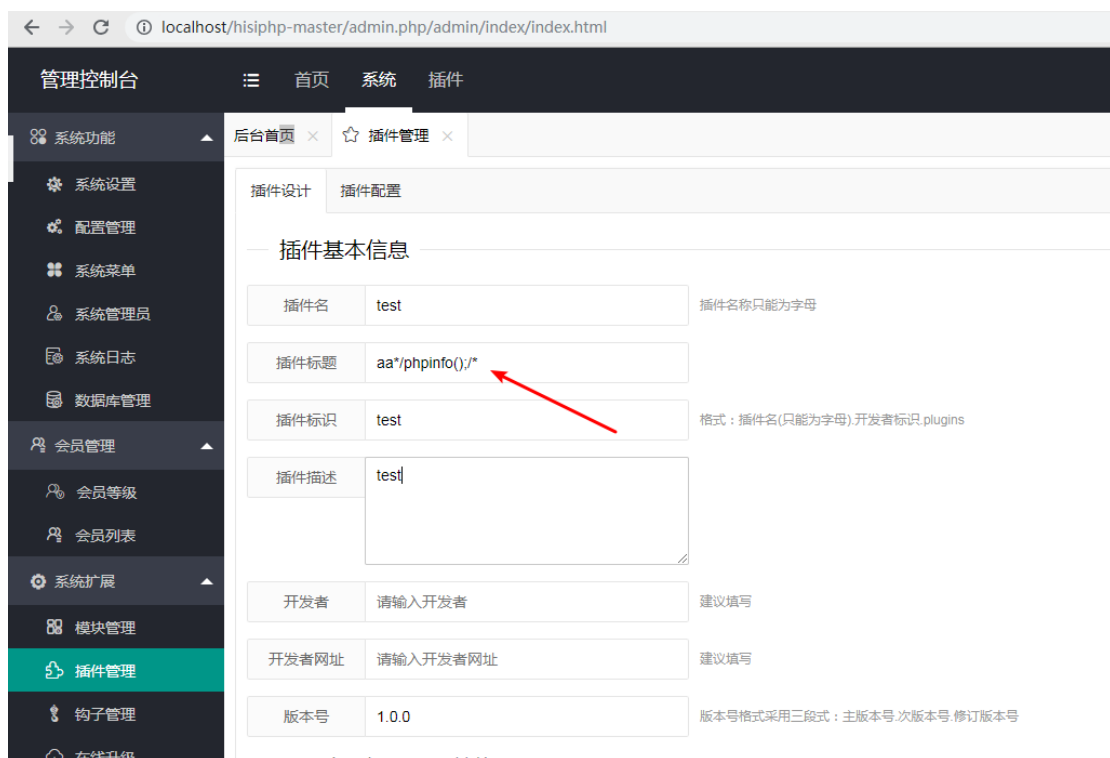 localhost/hisiphp-master/admin.php/admin/index/index.html
管理控制台 首页 系统 插件
系统功能
系统设置
配置管理
系统菜单
系统管理员
系统日志
数据库管理
会员管理
会员等级
会员列表
系统扩展
模块管理
插件管理
钩子管理
在线升级
后台首页 × 插件管理 ×
插件设计 插件配置
插件基本信息
插件名 test 插件名称只能为字母
插件标题 aa*/phpinfo();/*
插件标识 test 格式：插件名(只能为字母).开发者标识.plugins
插件描述 test
开发者 请输入开发者 建议填写
开发者网址 请输入开发者网址 建议填写
版本号 1.0.0 版本号格式采用三段式：主版本号.次版本号.修订版本号